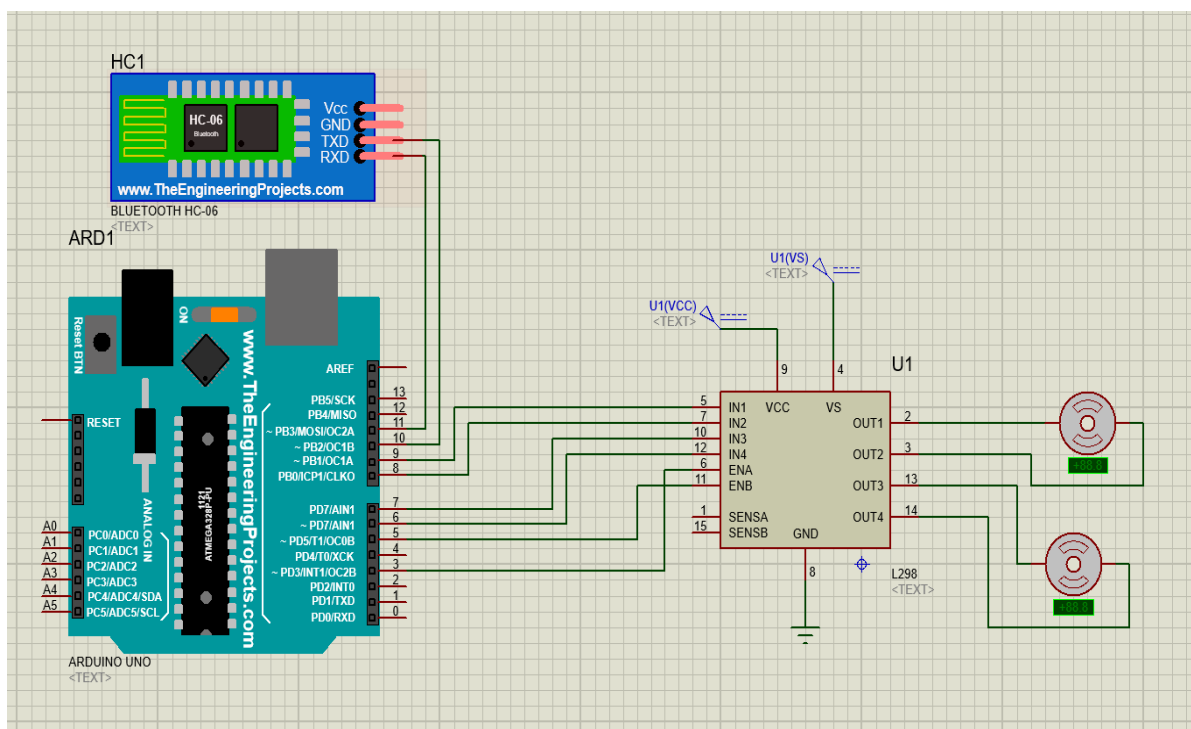 HC1
HC-06
Bluetooth
Vcc
GND
TXD
RXD
www.TheEngineeringProjects.com
BLUETOOTH HC-06
<TEXT>
ARD1
Reset BTN
ON
www.TheEngineeringProjects.com
AREF
PB5/SCK 13
PB4/MISO 12
~ PB3/MOSI/OC2A 11
~ PB2/OC1B 10
~ PB1/OC1A 9
PB0/ICP1/CLKO 8
RESET
1121
ATMEGA328P-PU
ANALOG IN
PD7/AIN1 7
~ PD7/AIN1 6
~ PD5/T1/OC0B 5
PD4/T0/XCK 4
~ PD3/INT1/OC2B 3
PD2/INT0 2
PD1/TXD 1
PD0/RXD 0
A0 PC0/ADC0
A1 PC1/ADC1
A2 PC2/ADC2
A3 PC3/ADC3
A4 PC4/ADC4/SDA
A5 PC5/ADC5/SCL
ARDUINO UNO
<TEXT>
U1(VS)
<TEXT>
U1(VCC)
<TEXT>
U1
9
4
5 IN1 VCC VS
7 IN2 OUT1 2
10 IN3
12 IN4 OUT2 3
6 ENA
11 ENB OUT3 13
1 SENSA OUT4 14
15 SENSB GND
8
L298
<TEXT>
+88.8
+88.8